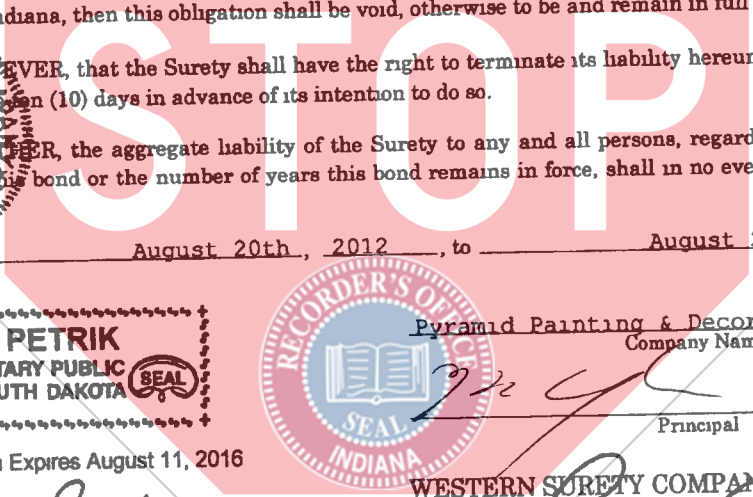 ndiana, then this obligation shall be void, otherwise to be and remain in full
EVER, that the Surety shall have the right to terminate its liability hereun
(10) days in advance of its intention to do so.
HER, the aggregate liability of the Surety to any and all persons, regard
bond or the number of years this bond remains in force, shall in no eve
STOP
August 20th, 2012, to August
RECORDER'S OFFICE
SEAL
INDIANA
PETRIK
TARY PUBLIC
UTH DAKOTA
SEAL
Expires August 11, 2016
Pyramid Painting & Decor
Company Nam
Principal
WESTERN SURETY COMPAN